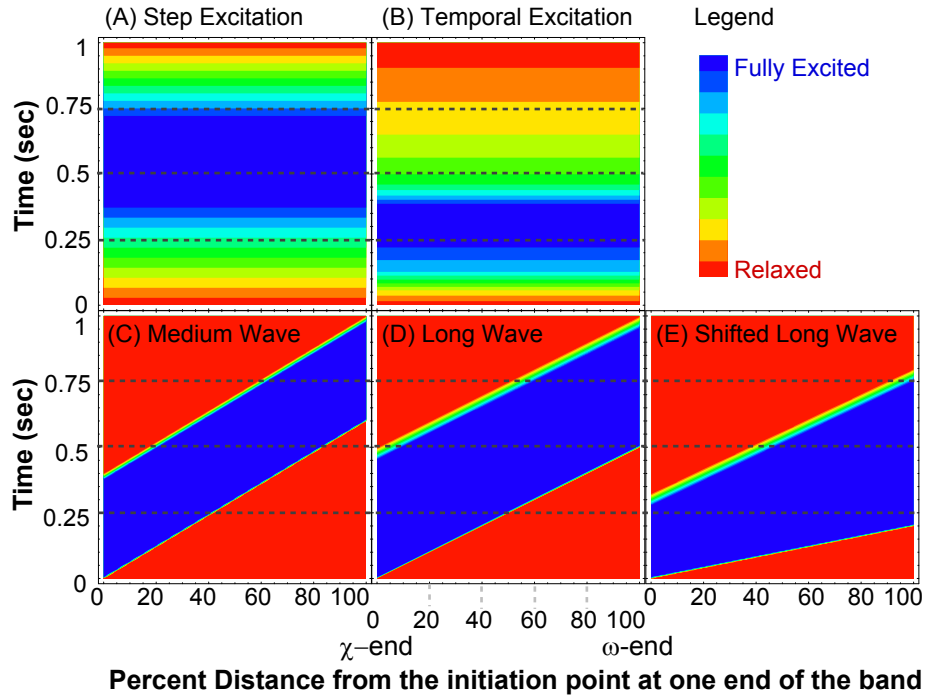 (A) Step Excitation
(B) Temporal Excitation
Legend
Fully Excited
Relaxed
Time (sec)
1
0.75
0.5
0.25
0
(C) Medium Wave
(D) Long Wave
(E) Shifted Long Wave
Time (sec)
1
0.75
0.5
0.25
0
0 20 40 60 80 100
0 20 40 60 80 100
0 20 40 60 80 100
χ−end
ω-end
Percent Distance from the initiation point at one end of the band